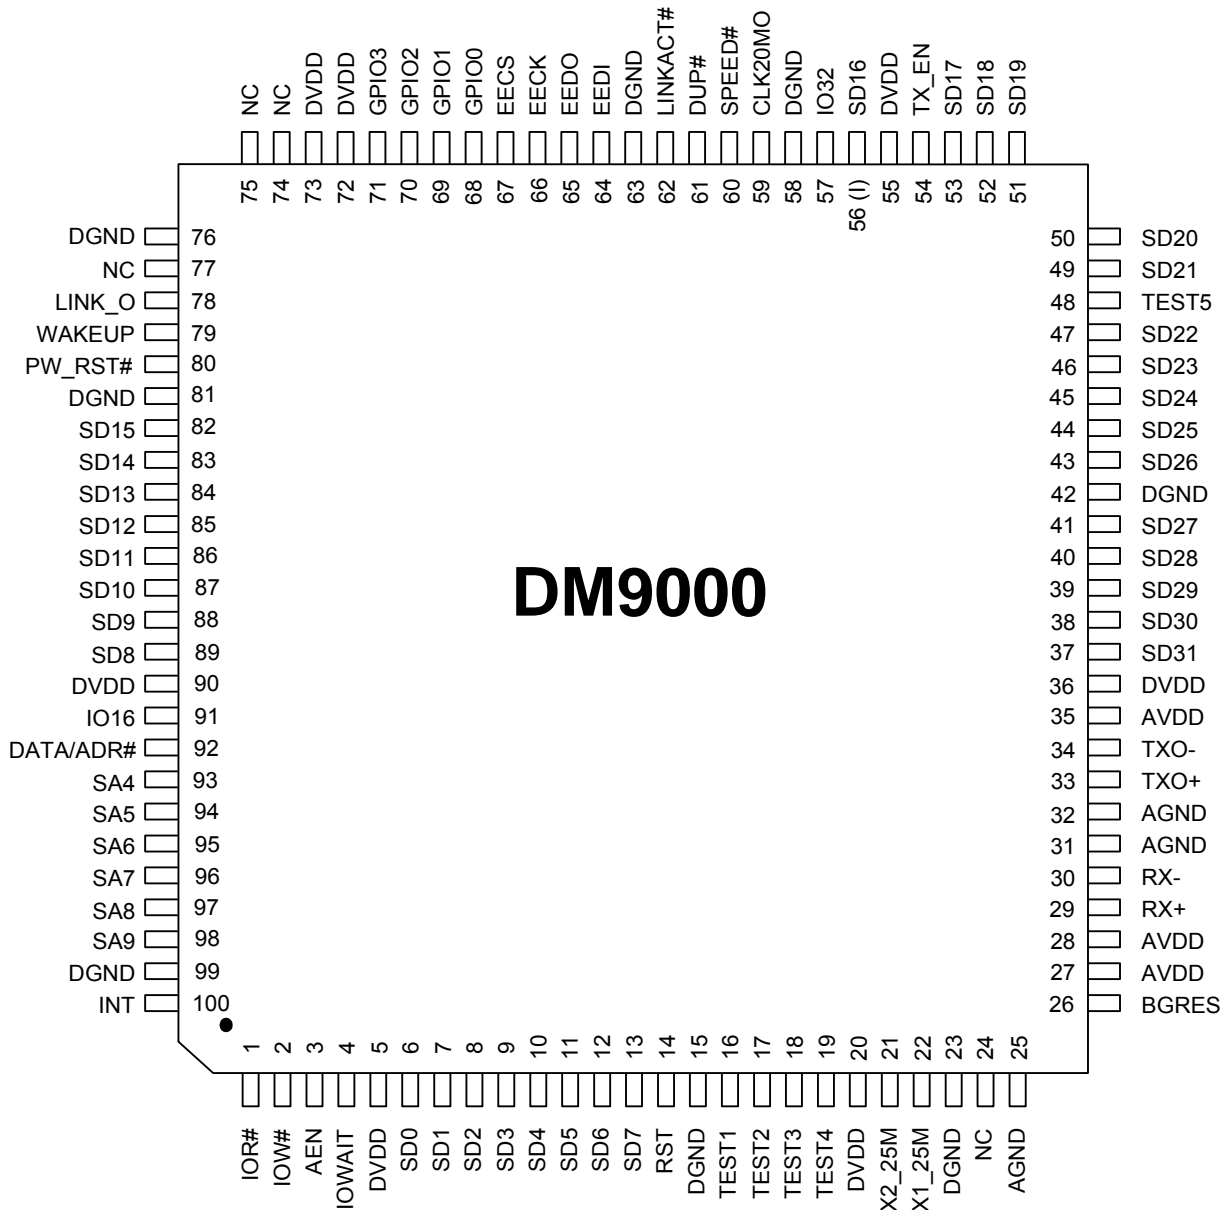 NC
NC
DVDD
DVDD
GPIO3
GPIO2
GPIO1
GPIO0
EECS
EECK
EEDO
EEDI
DGND
LINKACT#
DUP#
SPEED#
CLK20MO
DGND
IO32
SD16
DVDD
TX_EN
SD17
SD18
SD19
75
74
73
72
71
70
69
68
67
66
65
64
63
62
61
60
59
58
57
56 (I)
55
54
53
52
51
DGND 76
NC 77
LINK_O 78
WAKEUP 79
PW_RST# 80
DGND 81
SD15 82
SD14 83
SD13 84
SD12 85
SD11 86
SD10 87
SD9 88
SD8 89
DVDD 90
IO16 91
DATA/ADR# 92
SA4 93
SA5 94
SA6 95
SA7 96
SA8 97
SA9 98
DGND 99
INT 100
DM9000
50 SD20
49 SD21
48 TEST5
47 SD22
46 SD23
45 SD24
44 SD25
43 SD26
42 DGND
41 SD27
40 SD28
39 SD29
38 SD30
37 SD31
36 DVDD
35 AVDD
34 TXO-
33 TXO+
32 AGND
31 AGND
30 RX-
29 RX+
28 AVDD
27 AVDD
26 BGRES
1
2
3
4
5
6
7
8
9
10
11
12
13
14
15
16
17
18
19
20
21
22
23
24
25
IOR#
IOW#
AEN
IOWAIT
DVDD
SD0
SD1
SD2
SD3
SD4
SD5
SD6
SD7
RST
DGND
TEST1
TEST2
TEST3
TEST4
DVDD
X2_25M
X1_25M
DGND
NC
AGND